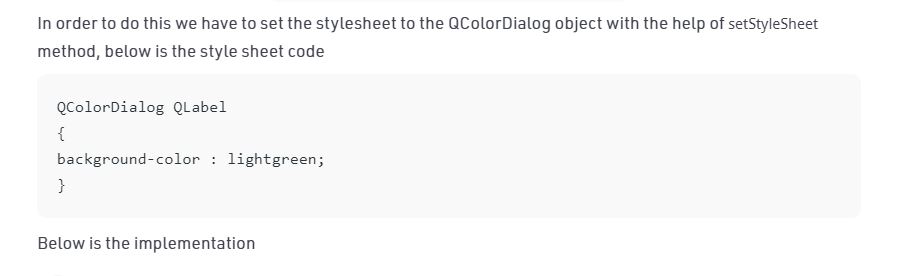 In order to do this we have to set the stylesheet to the QColorDialog object with the help of setStyleSheet
method, below is the style sheet code
QColorDialog QLabel
{
background-color : lightgreen;
}
Below is the implementation